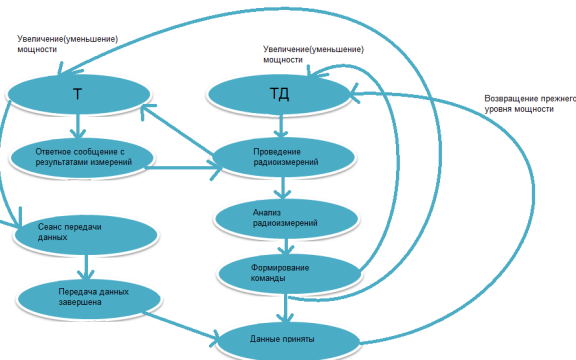 Увеличение(уменьшение)
мощности
Увеличение(уменьшение)
мощности
Т
ТД
Возвращение прежнего
уровня мощности
Ответное сообщение с
результатами измерений
Проведение
радиоизмерений
Анализ
радиоизмерений
Сеанс передачи
данных
Формирование
команды
Передача данных
завершена
Данные приняты